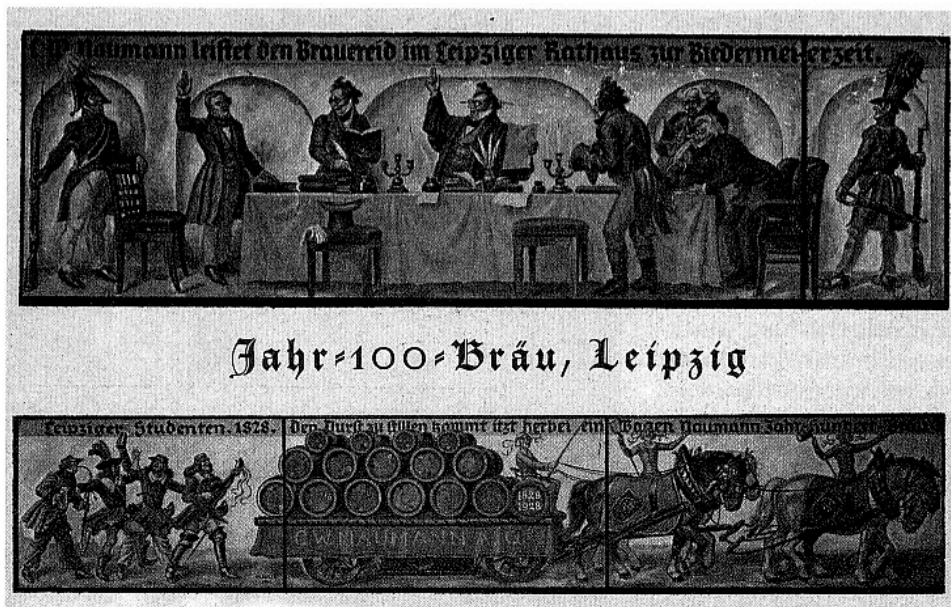 C.W. Naumann leistet den Brauereid im Leipziger Rathaus zur Biedermeierzeit.
Jahr-100-Bräu, Leipzig
Leipziger Studenten. 1828. Den Durst zu stillen kommt itzt herbei ein Wagen Naumann Jahrhundert-
1828
1928
C.W. NAUMANN A.G.